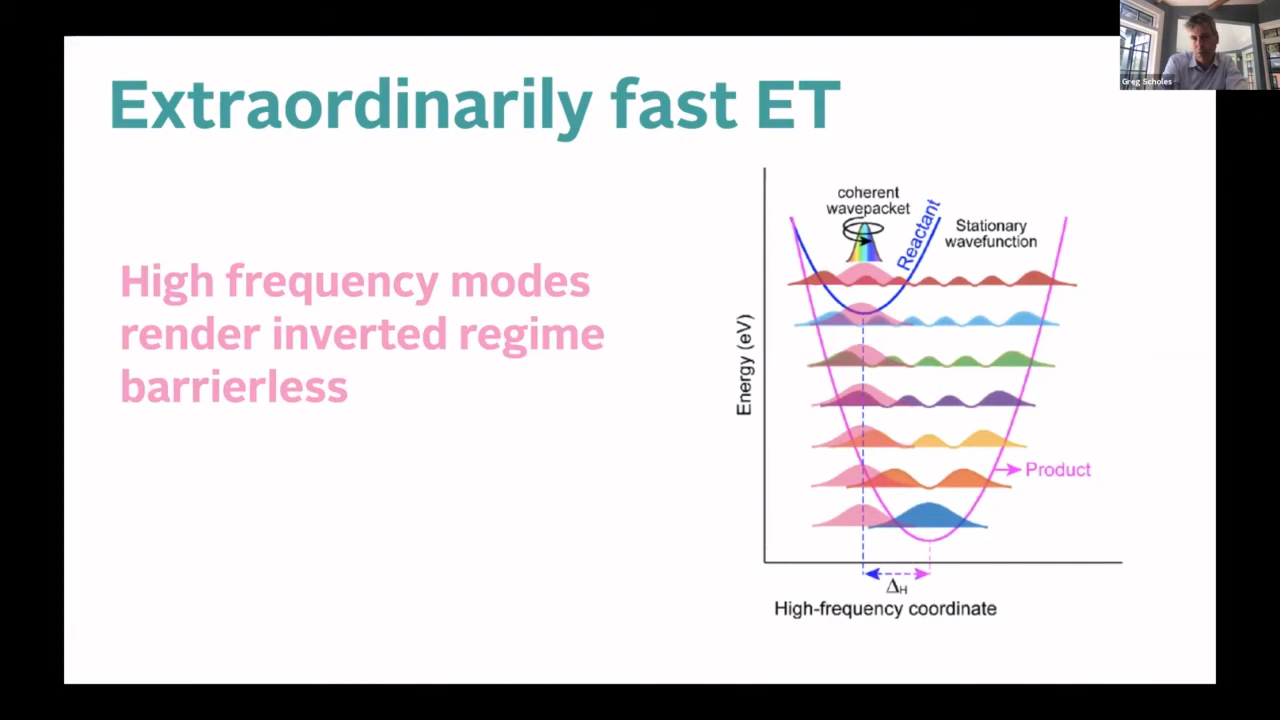 Greg Scholes
Extraordinarily fast ET
High frequency modes
render inverted regime
barrierless
coherent
wavepacket
Reactant
Stationary
wavefunction
Energy (eV)
Product
ΔH
High-frequency coordinate